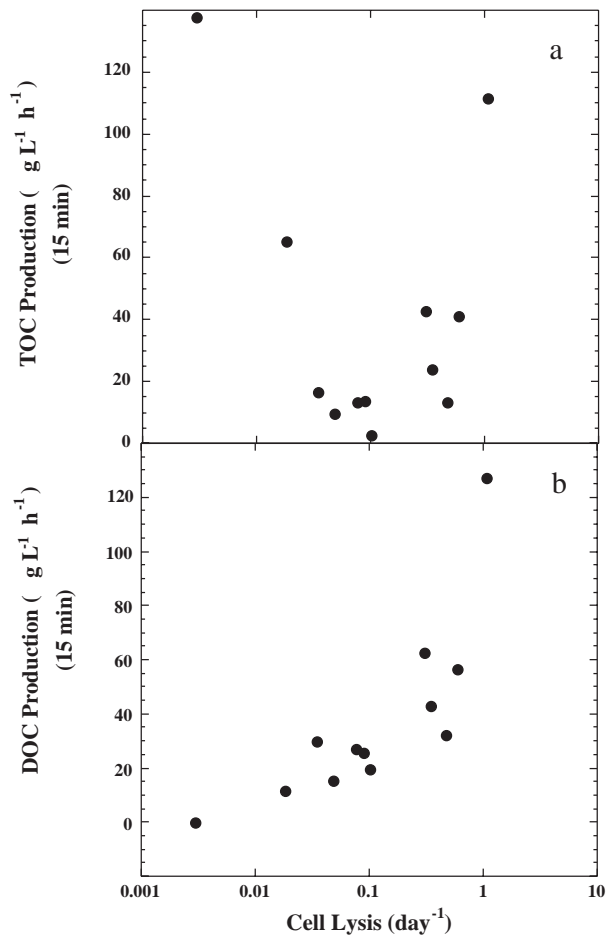 a
TOC Production ( g L-1 h-1)
(15 min)
120
100
80
60
40
20
0
b
DOC Production ( g L-1 h-1)
(15 min)
120
100
80
60
40
20
0
0.001 0.01 0.1 1 10
Cell Lysis (day-1)